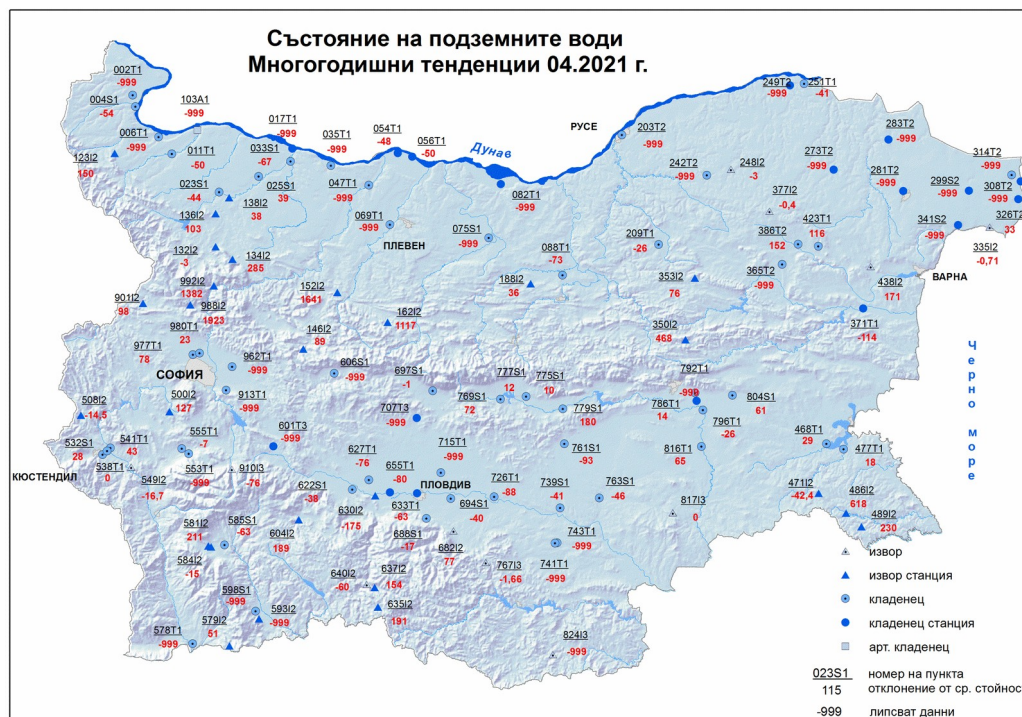 Състояние на подземните води
Многогодишни тенденции 04.2021 г.
002T1
-999
004S1
-54
103A1
-999
006T1
-999
011T1
-50
123I2
160
017T1
-999
033S1
-67
035T1
-999
054T1
-48
056T1
-50
Дунав
РУСЕ
203T2
-999
249T2
-999
251T1
-41
283T2
-999
314T2
-999
023S1
-44
025S1
39
138I2
38
136I2
103
047T1
-999
069T1
-999
ПЛЕВЕН
075S1
-999
082T1
-999
242T2
-999
248I2
-3
273T2
-999
281T2
-999
299S2
-999
308T2
-999
326T2
33
377I2
-0,4
386T2
152
423T1
116
341S2
-999
335I2
-0,71
132I2
-3
134I2
285
088T1
-73
209T1
-26
365T2
-999
ВАРНА
992I2
1382
988I2
1923
901I2
98
152I2
1641
188I2
36
353I2
76
438I2
171
980T1
23
977T1
78
146I2
89
162I2
1117
350I2
468
371T1
-114
СОФИЯ
962T1
-999
606S1
-999
697S1
-1
777S1
12
775S1
10
792T1
-999
Черно море
508I2
-14,5
500I2
127
913T1
-999
707T3
-999
769S1
72
779S1
180
786T1
14
804S1
61
796T1
-26
532S1
28
541T1
43
555T1
-7
601T3
-999
627T1
-76
715T1
-999
761S1
-93
816T1
65
468T1
29
477T1
18
КЮСТЕНДИЛ
538T1
0
549I2
-16,7
553T1
-999
910I3
-76
622S1
-38
655T1
-80
ПЛОВДИВ
726T1
-88
739S1
-41
763S1
-46
471I2
-42,4
486I2
618
581I2
211
585S1
-63
604I2
189
630I2
-175
633T1
-63
694S1
-40
688S1
-17
682I2
77
743T1
-999
817I3
0
489I2
230
584I2
-15
640I2
-60
637I2
154
767I3
-1,66
741T1
-999
598S1
-999
593I2
-999
635I2
191
578T1
-999
579I2
51
824I3
-999
извор
извор станция
кладенец
кладенец станция
арт. кладенец
023S1 номер на пункта
115 отклонение от ср. стойнос
-999 липсват данни